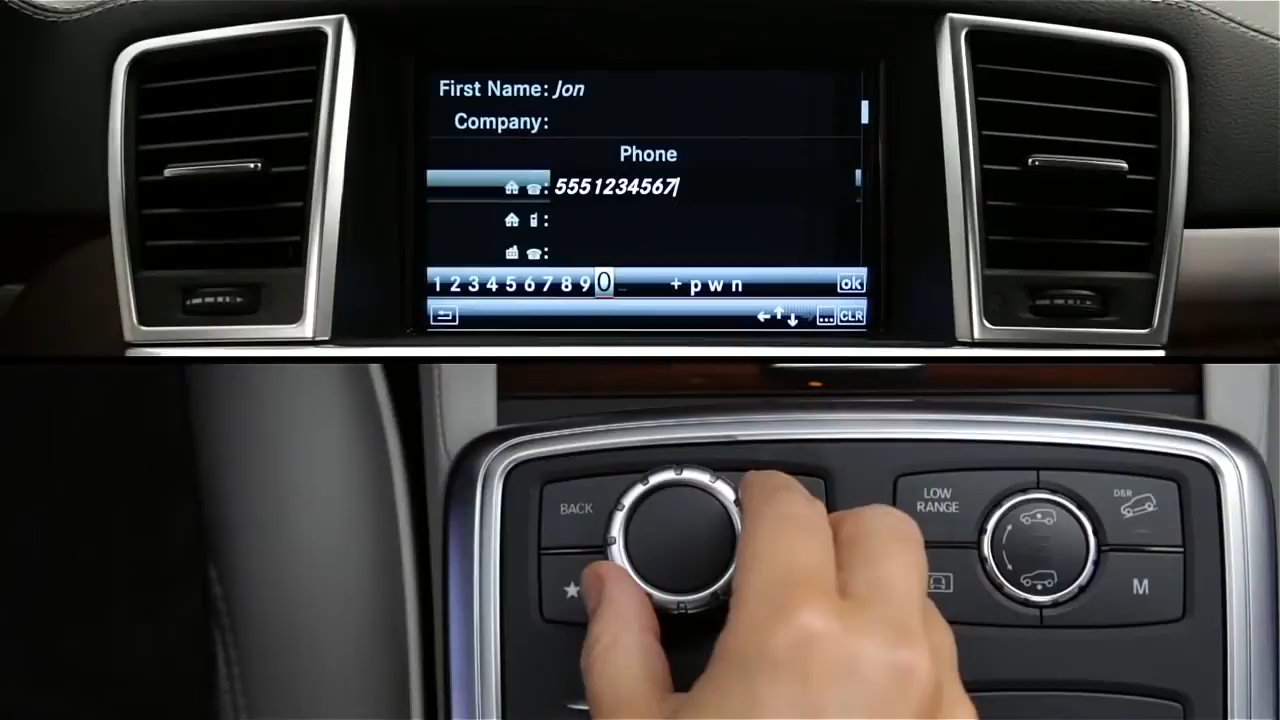 First Name: Jon
Company:
Phone
: 5551234567
:
:
1 2 3 4 5 6 7 8 9 0 _ + p w n ok
... CLR
BACK
LOW
RANGE
DSR
M